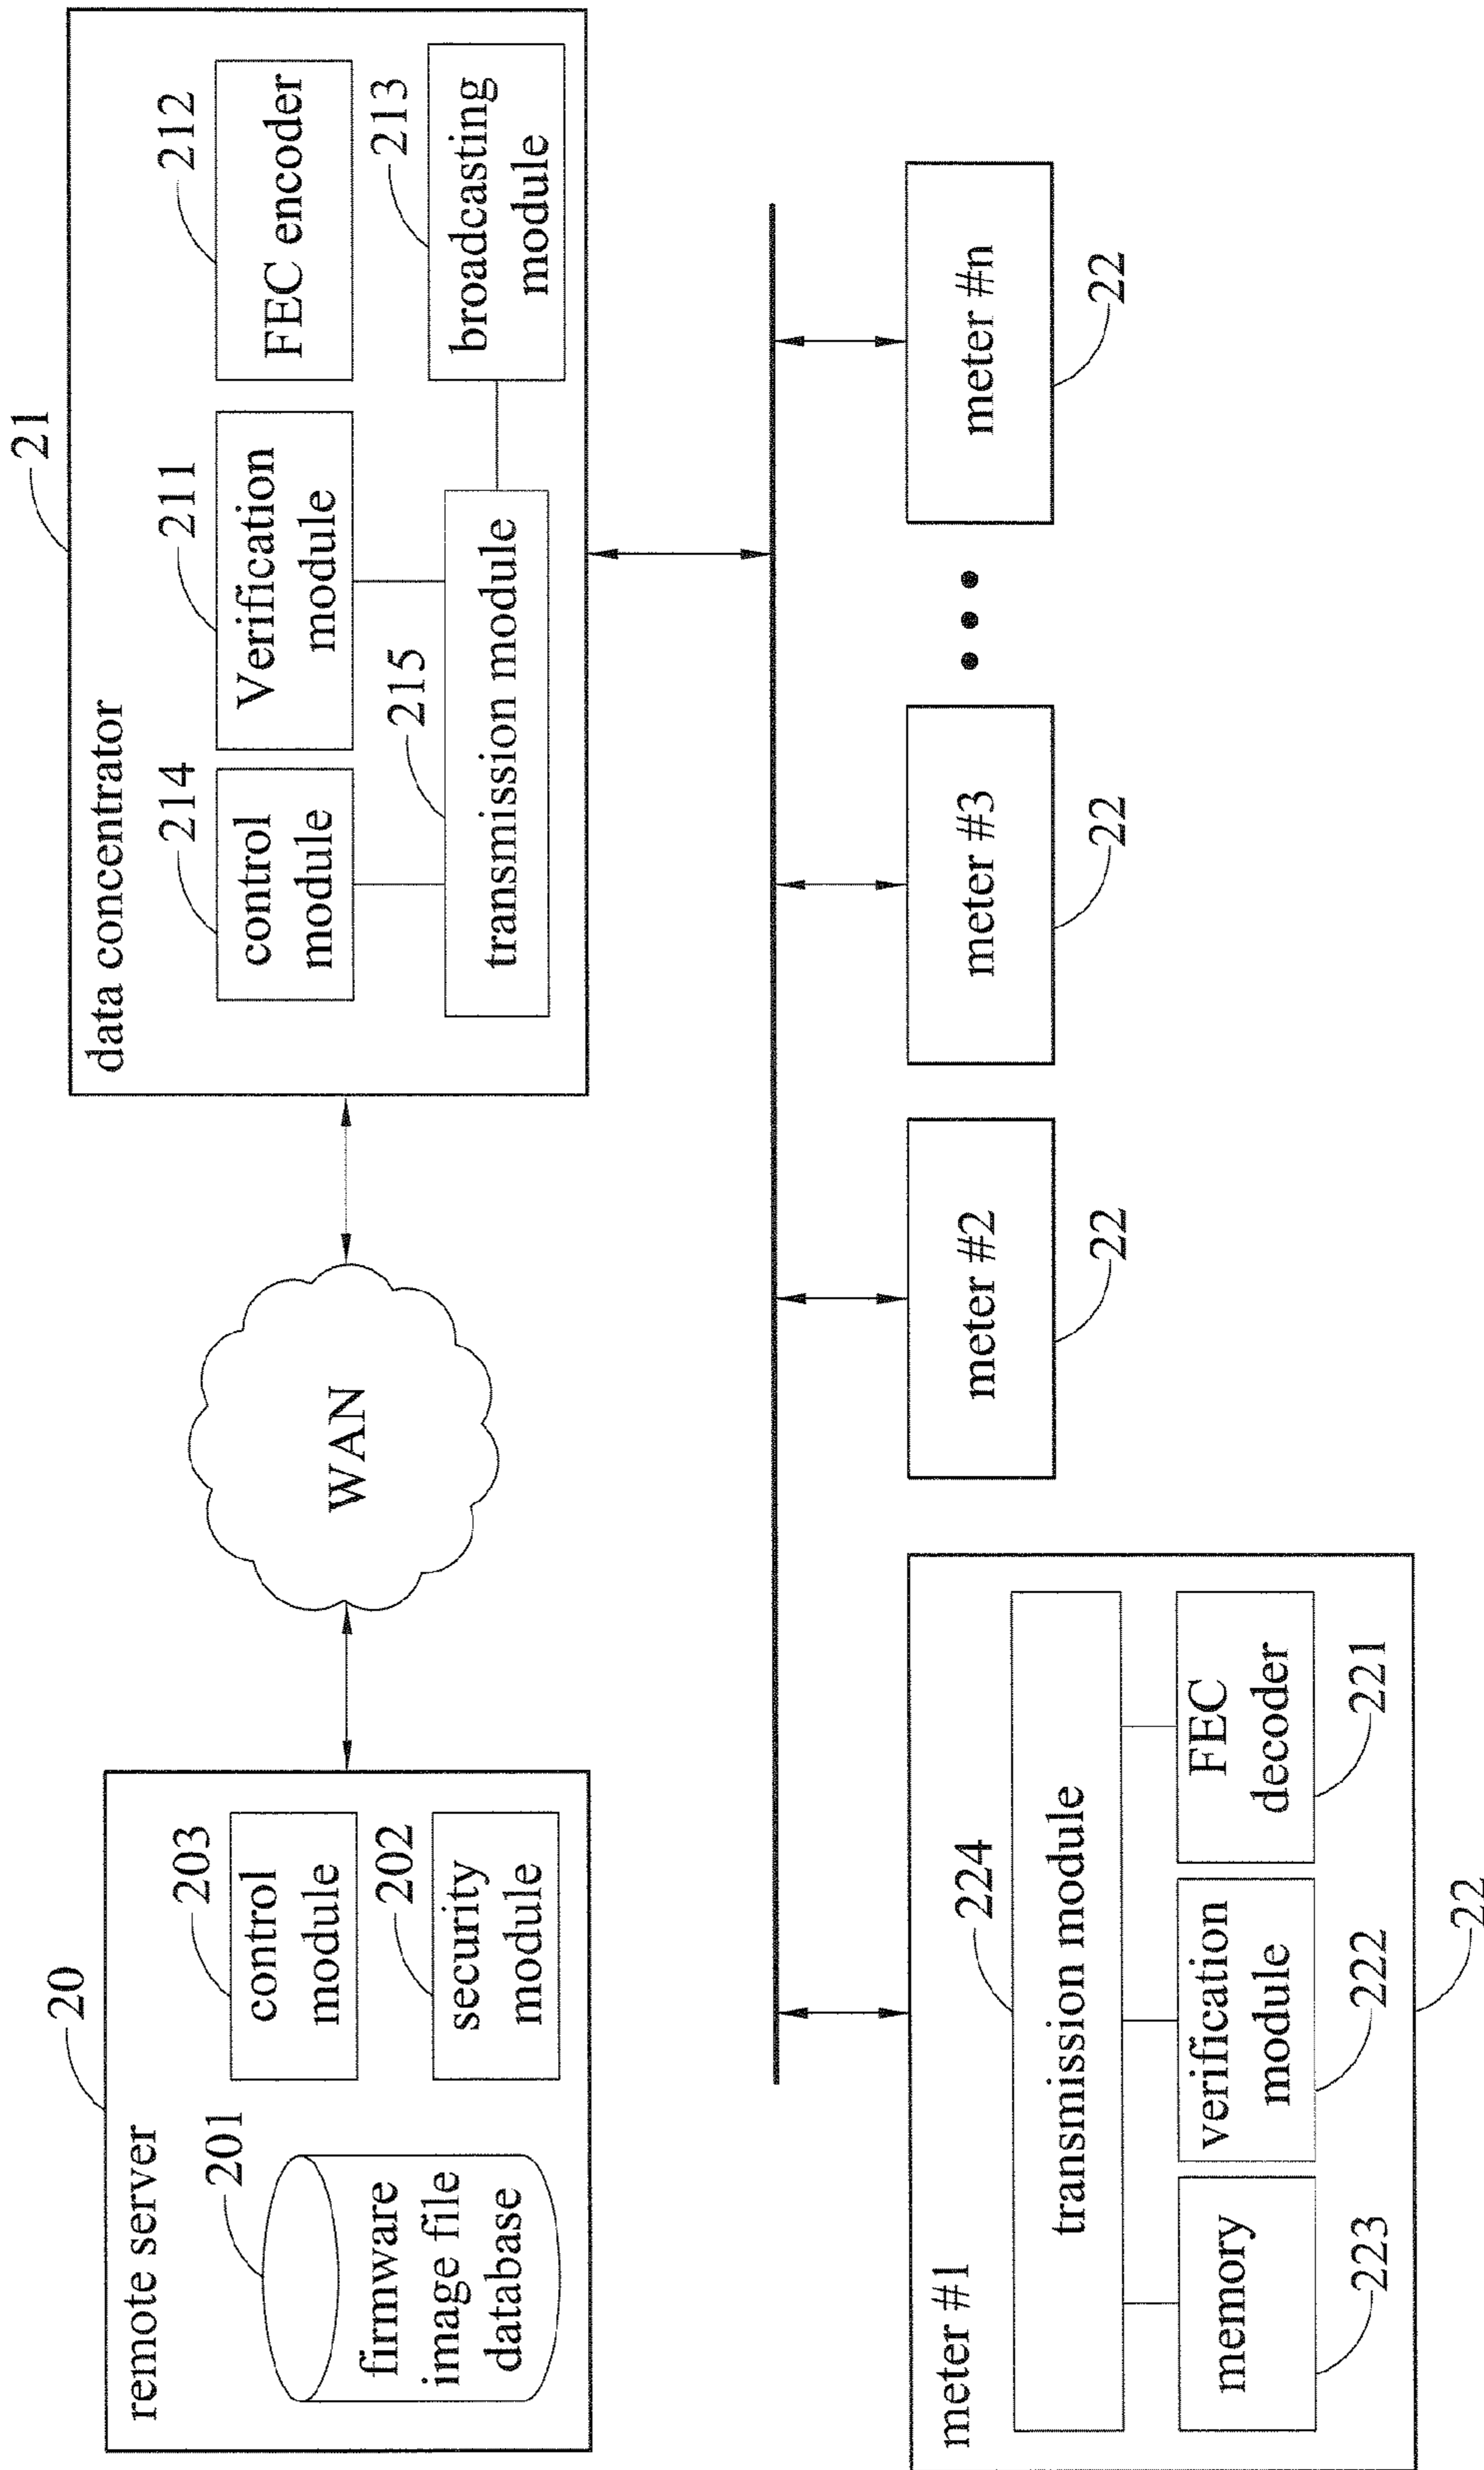 20
remote server
201
firmware
image file
database
203
control
module
202
security
module
WAN
21
data concentrator
214
control
module
211
Verification
module
212
FEC encoder
215
transmission module
213
broadcasting
module
meter #1
224
transmission module
memory
223
verification
module
222
FEC
decoder
221
22
meter #2
22
meter #3
22
meter #n
22